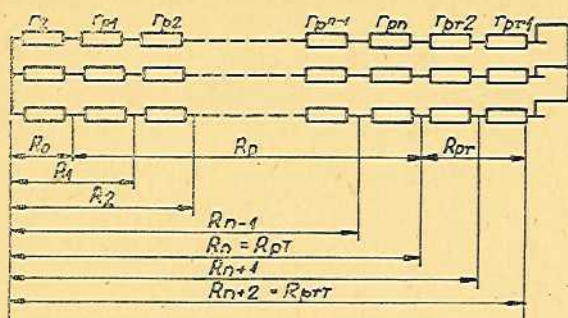 r₂ rр1 rр2 rрⁿ⁻¹ rрn rрт2 rрт1
R₀ Rр Rрт
R₁
R₂
Rn-1
Rn = RрТ
Rn+1
Rn+2 = RртТ